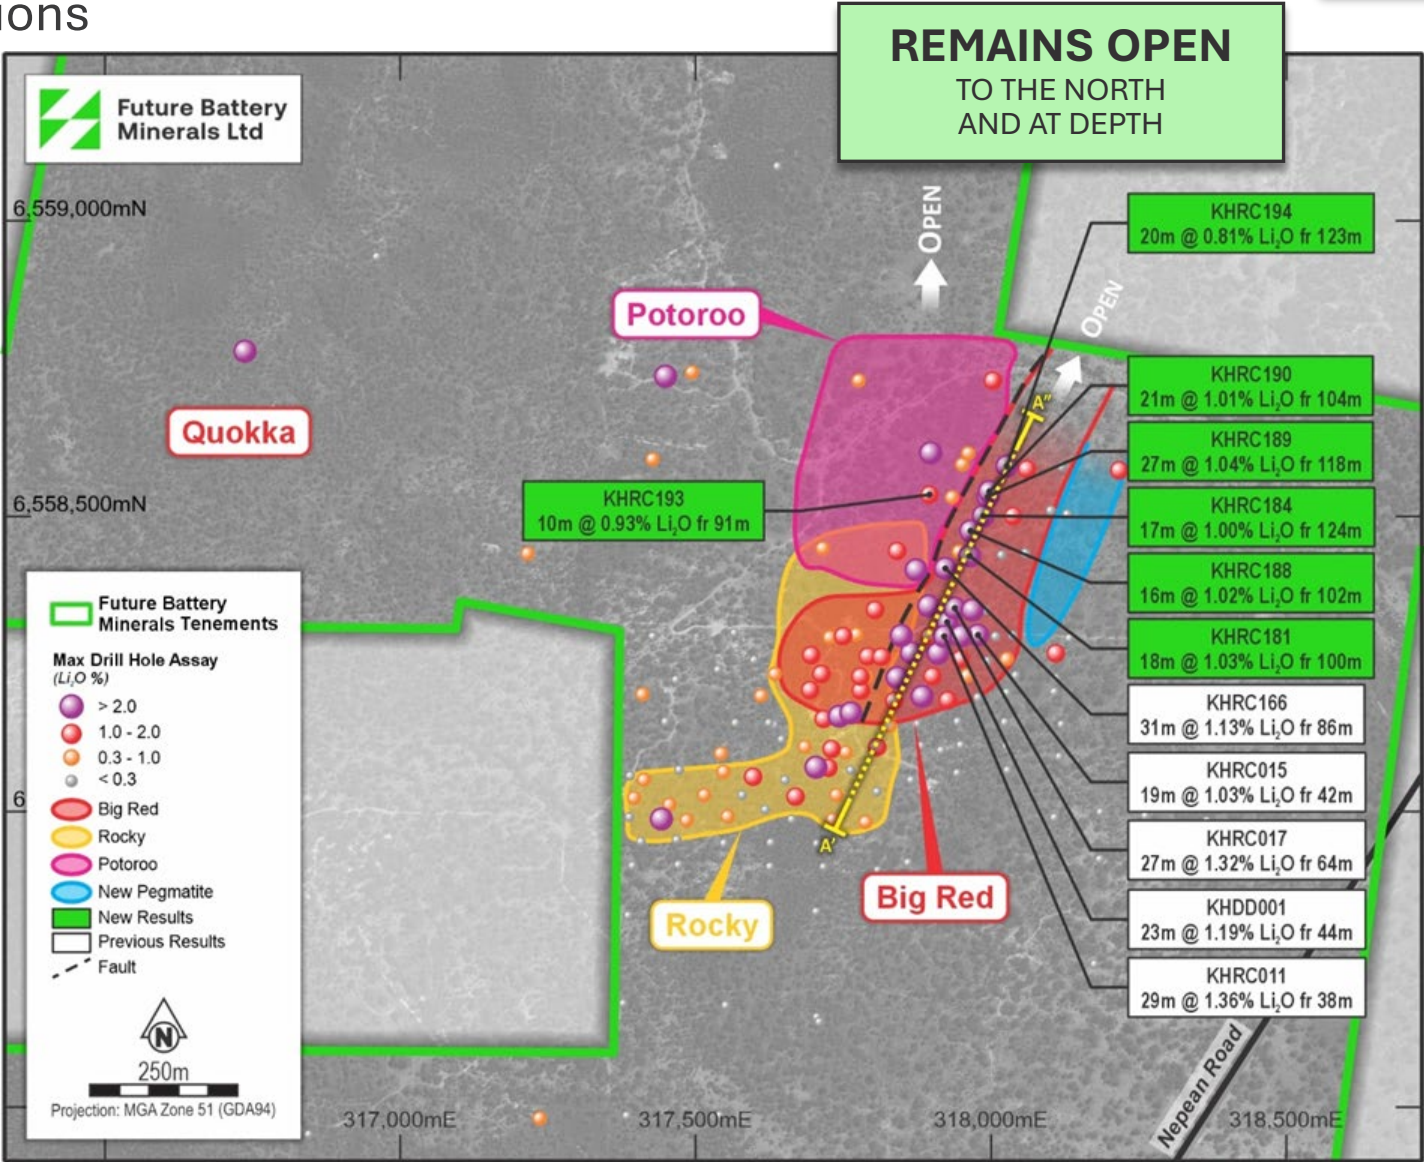 REMAINS OPEN
TO THE NORTH
AND AT DEPTH
Future Battery
Minerals Ltd
6,559,000mN
OPEN
KHRC194
20m @ 0.81% Li₂O fr 123m
OPEN
Potoroo
KHRC190
21m @ 1.01% Li₂O fr 104m
A"
Quokka
KHRC189
27m @ 1.04% Li₂O fr 118m
6,558,500mN
KHRC193
10m @ 0.93% Li₂O fr 91m
KHRC184
17m @ 1.00% Li₂O fr 124m
KHRC188
16m @ 1.02% Li₂O fr 102m
KHRC181
18m @ 1.03% Li₂O fr 100m
KHRC166
31m @ 1.13% Li₂O fr 86m
KHRC015
19m @ 1.03% Li₂O fr 42m
KHRC017
27m @ 1.32% Li₂O fr 64m
KHDD001
23m @ 1.19% Li₂O fr 44m
KHRC011
29m @ 1.36% Li₂O fr 38m
A'
Big Red
Rocky
Future Battery
Minerals Tenements
Max Drill Hole Assay
(Li₂O %)
> 2.0
1.0 - 2.0
0.3 - 1.0
< 0.3
Big Red
Rocky
Potoroo
New Pegmatite
New Results
Previous Results
Fault
N
250m
Projection: MGA Zone 51 (GDA94)
317,000mE
317,500mE
318,000mE
318,500mE
Nepean Road